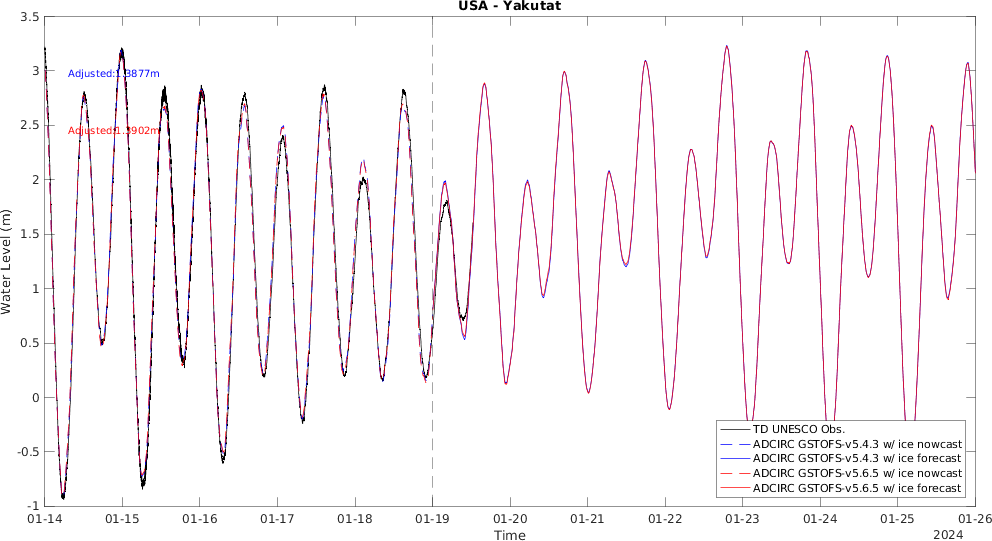 USA - Yakutat
3.5
3
2.5
2
1.5
1
0.5
0
-0.5
-1
Water Level (m)
Adjusted:1.3877m
Adjusted:1.3902m
TD UNESCO Obs.
ADCIRC GSTOFS-v5.4.3 w/ ice nowcast
ADCIRC GSTOFS-v5.4.3 w/ ice forecast
ADCIRC GSTOFS-v5.6.5 w/ ice nowcast
ADCIRC GSTOFS-v5.6.5 w/ ice forecast
01-14 01-15 01-16 01-17 01-18 01-19 01-20 01-21 01-22 01-23 01-24 01-25 01-26
Time
2024